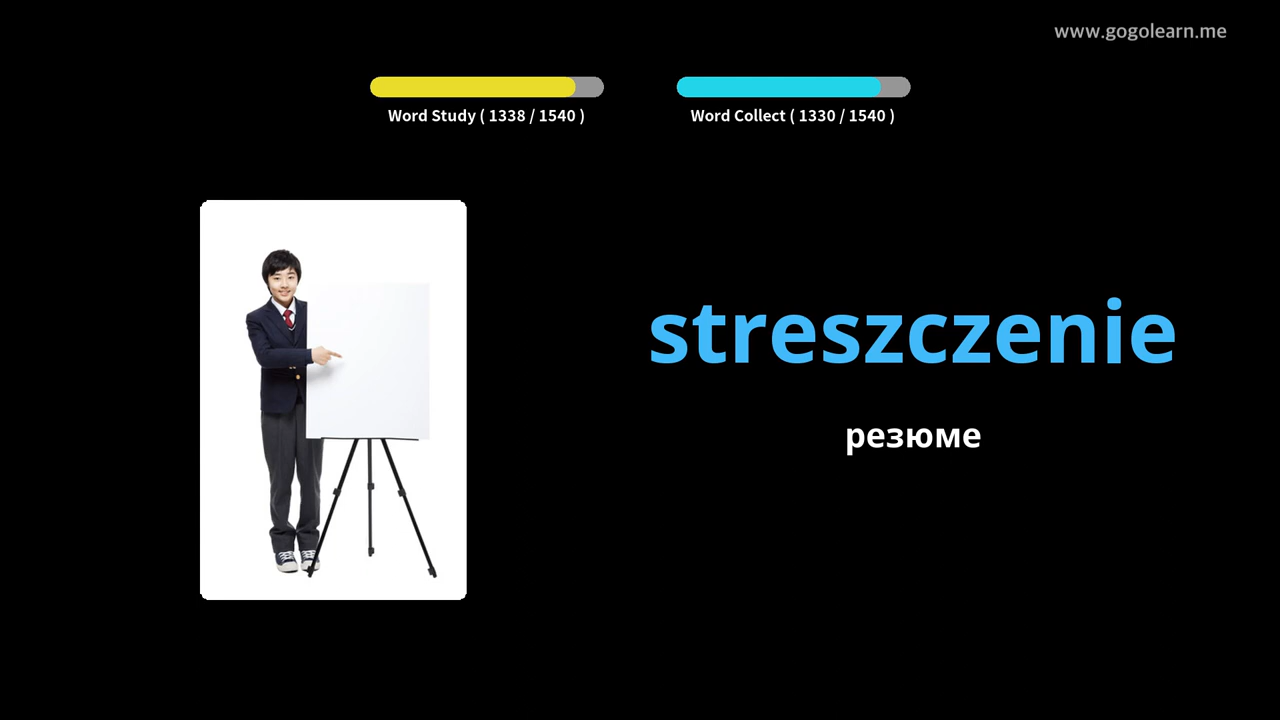 www.gogolearn.me
Word Study ( 1338 / 1540 )
Word Collect ( 1330 / 1540 )
streszczenie
резюме